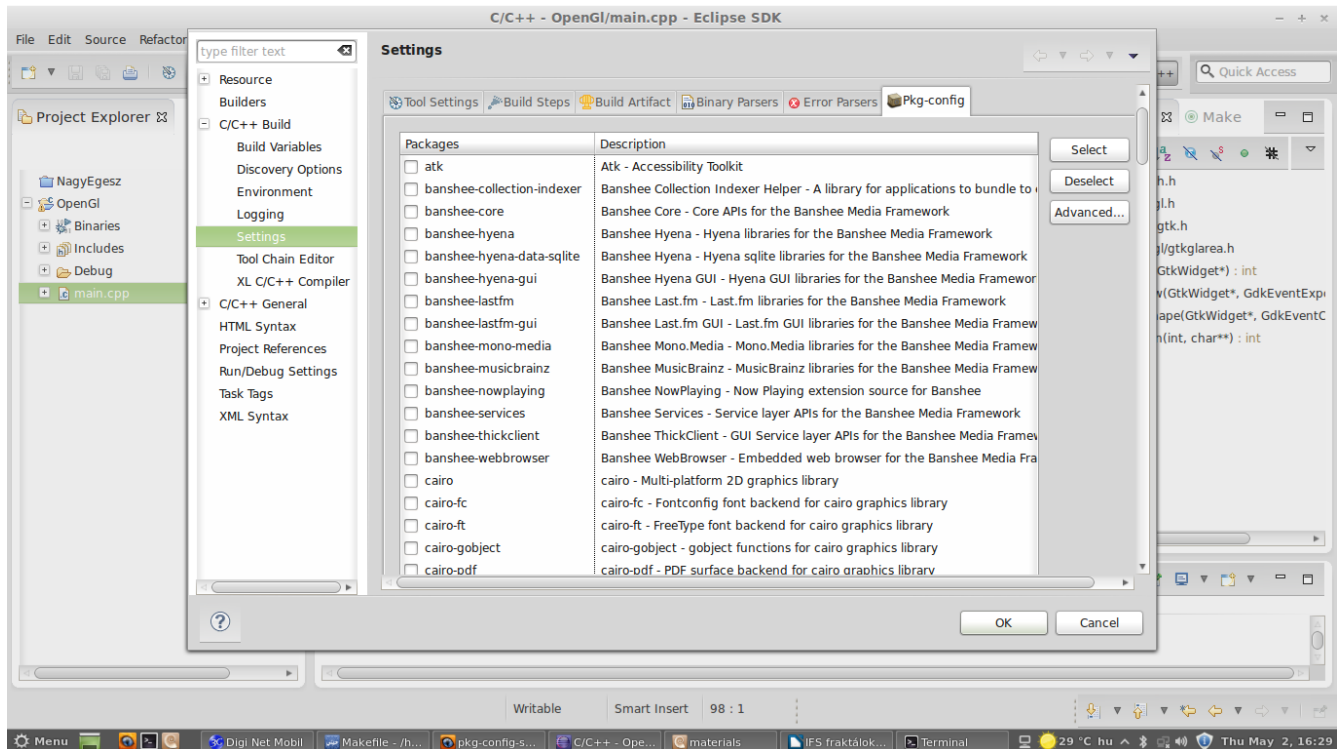 C/C++ - OpenGl/main.cpp - Eclipse SDK
File Edit Source Refactor
Quick Access
Project Explorer
Make
NagyEgesz
OpenGl
Binaries
Includes
Debug
main.cpp
type filter text
Resource
Builders
C/C++ Build
Build Variables
Discovery Options
Environment
Logging
Settings
Tool Chain Editor
XL C/C++ Compiler
C/C++ General
HTML Syntax
Project References
Run/Debug Settings
Task Tags
XML Syntax
Settings
Tool Settings Build Steps Build Artifact Binary Parsers Error Parsers Pkg-config
Packages Description
atk Atk - Accessibility Toolkit
banshee-collection-indexer Banshee Collection Indexer Helper - A library for applications to bundle to
banshee-core Banshee Core - Core APIs for the Banshee Media Framework
banshee-hyena Banshee Hyena - Hyena libraries for the Banshee Media Framework
banshee-hyena-data-sqlite Banshee Hyena - Hyena sqlite libraries for the Banshee Media Framework
banshee-hyena-gui Banshee Hyena GUI - Hyena GUI libraries for the Banshee Media Framewor
banshee-lastfm Banshee Last.fm - Last.fm libraries for the Banshee Media Framework
banshee-lastfm-gui Banshee Last.fm GUI - Last.fm GUI libraries for the Banshee Media Framew
banshee-mono-media Banshee Mono.Media - Mono.Media libraries for the Banshee Media Framew
banshee-musicbrainz Banshee MusicBrainz - MusicBrainz libraries for the Banshee Media Framew
banshee-nowplaying Banshee NowPlaying - Now Playing extension source for Banshee
banshee-services Banshee Services - Service layer APIs for the Banshee Media Framework
banshee-thickclient Banshee ThickClient - GUI Service layer APIs for the Banshee Media Framew
banshee-webbrowser Banshee WebBrowser - Embedded web browser for the Banshee Media Fra
cairo cairo - Multi-platform 2D graphics library
cairo-fc cairo-fc - Fontconfig font backend for cairo graphics library
cairo-ft cairo-ft - FreeType font backend for cairo graphics library
cairo-gobject cairo-gobject - gobject functions for cairo graphics library
cairo-pdf cairo-pdf - PDF surface backend for cairo graphics library
Select
Deselect
Advanced...
OK Cancel
++
h.h
gl.h
gtk.h
gl/gtkglarea.h
GtkWidget*) : int
w(GtkWidget*, GdkEventExp
ape(GtkWidget*, GdkEventC
n(int, char**) : int
Writable Smart Insert 98 : 1
Menu Digi Net Mobil Makefile - /h... pkg-config-s... C/C++ - Ope... materials IFS fraktálok... Terminal 29 °C hu Thu May 2, 16:29